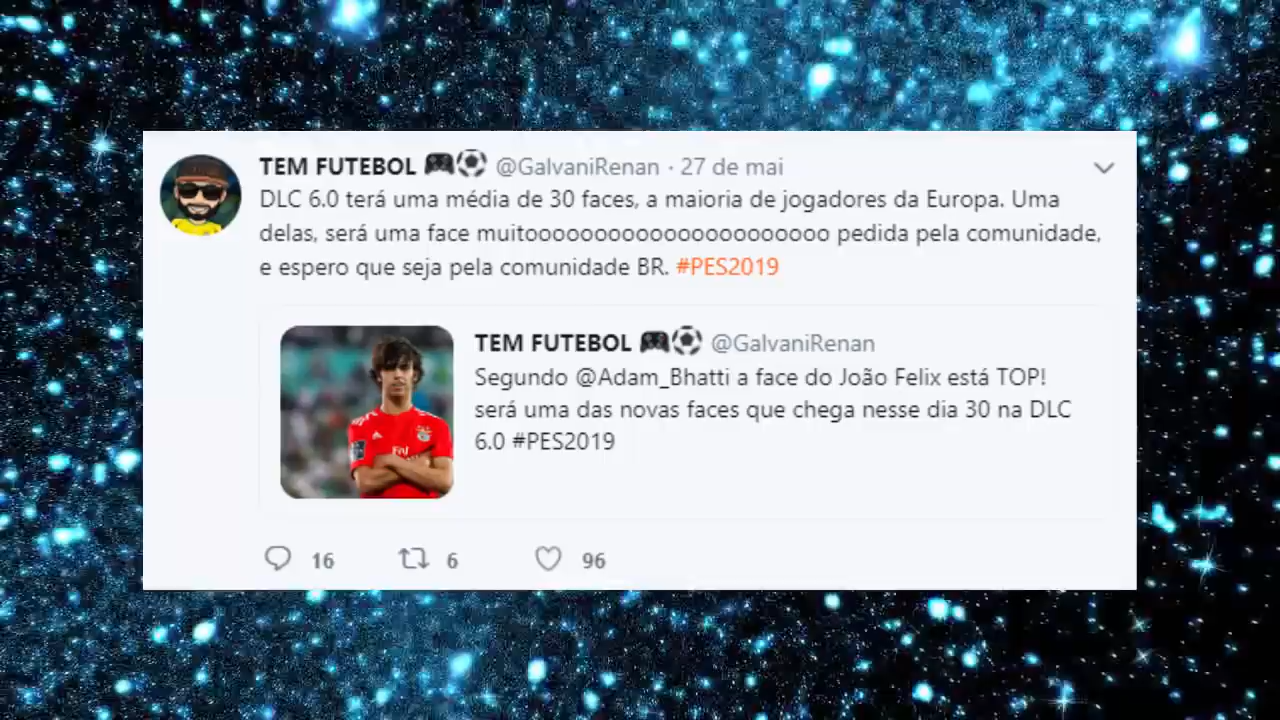 TEM FUTEBOL 🎮⚽ @GalvaniRenan · 27 de mai
DLC 6.0 terá uma média de 30 faces, a maioria de jogadores da Europa. Uma
delas, será uma face muitoooooooooooooooooooooo pedida pela comunidade,
e espero que seja pela comunidade BR. #PES2019
TEM FUTEBOL 🎮⚽ @GalvaniRenan
Segundo @Adam_Bhatti a face do João Felix está TOP!
será uma das novas faces que chega nesse dia 30 na DLC
6.0 #PES2019
Fly
16 6 96